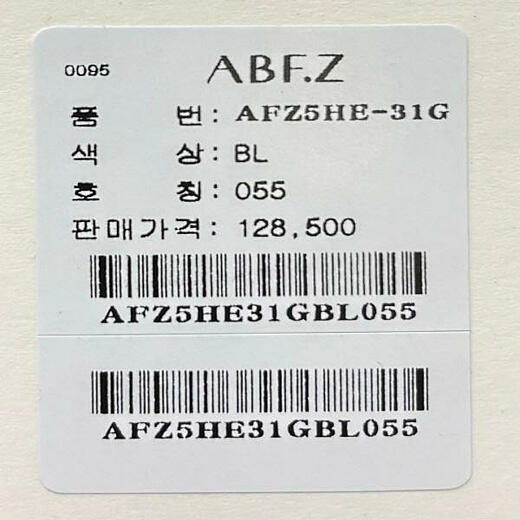 0095 ABF.Z
품 번 : AFZ5HE-31G
색 상 : BL
호 칭 : 055
판매가격 : 128,500
AFZ5HE31GBL055
AFZ5HE31GBL055